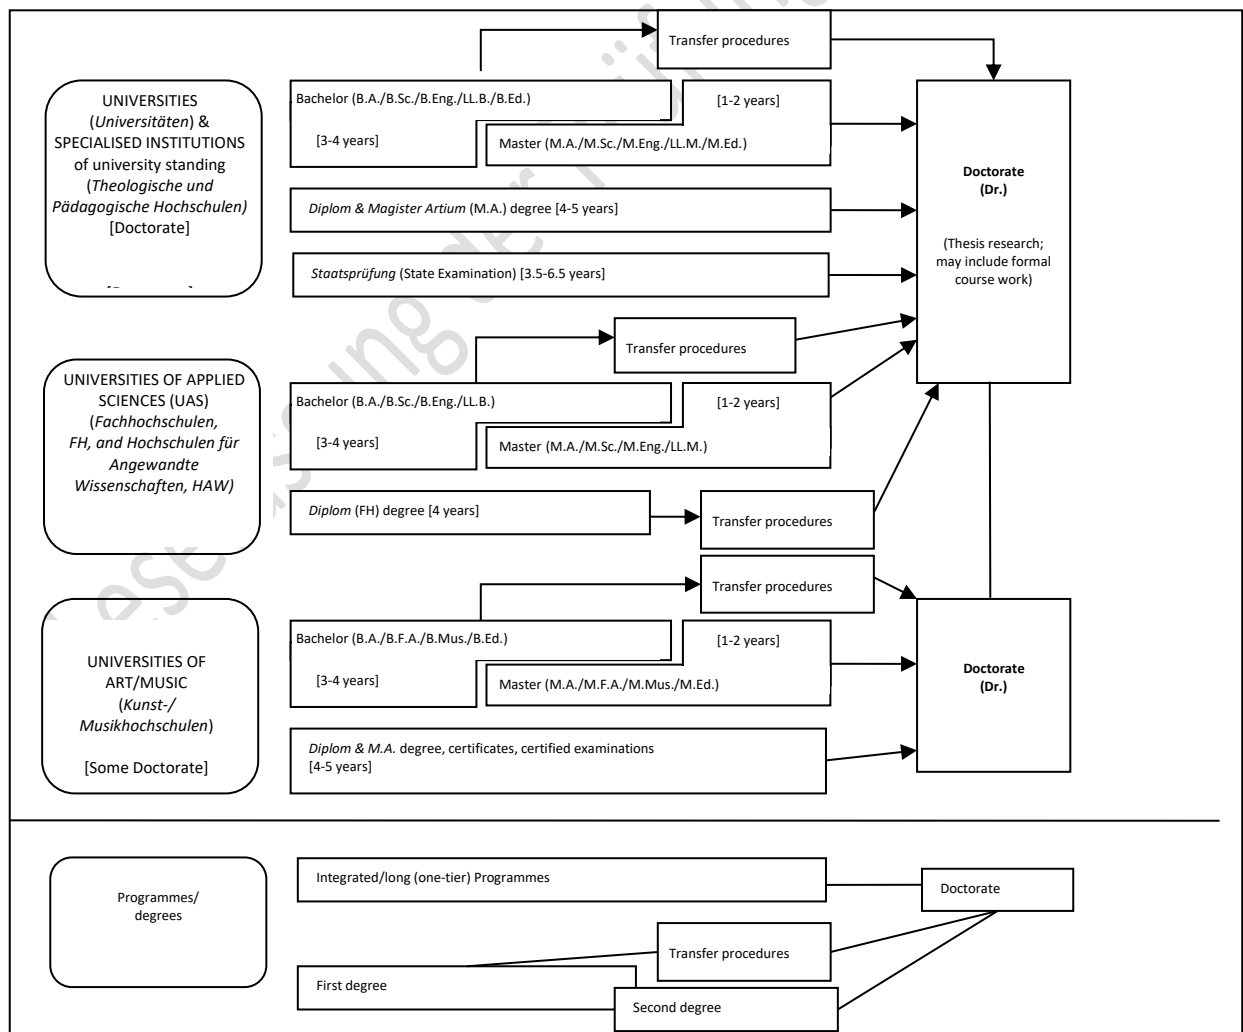 Transfer procedures
UNIVERSITIES
(Universitäten) &
SPECIALISED INSTITUTIONS
of university standing
(Theologische und
Pädagogische Hochschulen)
[Doctorate]
Bachelor (B.A./B.Sc./B.Eng./LL.B./B.Ed.)
[1-2 years]
[3-4 years]
Master (M.A./M.Sc./M.Eng./LL.M./M.Ed.)
Diplom & Magister Artium (M.A.) degree [4-5 years]
Staatsprüfung (State Examination) [3.5-6.5 years]
Doctorate
(Dr.)
(Thesis research;
may include formal
course work)
Transfer procedures
UNIVERSITIES OF APPLIED
SCIENCES (UAS)
(Fachhochschulen,
FH, and Hochschulen für
Angewandte
Wissenschaften, HAW)
Bachelor (B.A./B.Sc./B.Eng./LL.B.)
[1-2 years]
[3-4 years]
Master (M.A./M.Sc./M.Eng./LL.M.)
Diplom (FH) degree [4 years]
Transfer procedures
Transfer procedures
UNIVERSITIES OF
ART/MUSIC
(Kunst-/
Musikhochschulen)
[Some Doctorate]
Bachelor (B.A./B.F.A./B.Mus./B.Ed.)
[1-2 years]
[3-4 years]
Master (M.A./M.F.A./M.Mus./M.Ed.)
Diplom & M.A. degree, certificates, certified examinations
[4-5 years]
Doctorate
(Dr.)
Programmes/
degrees
Integrated/long (one-tier) Programmes
Doctorate
Transfer procedures
First degree
Second degree